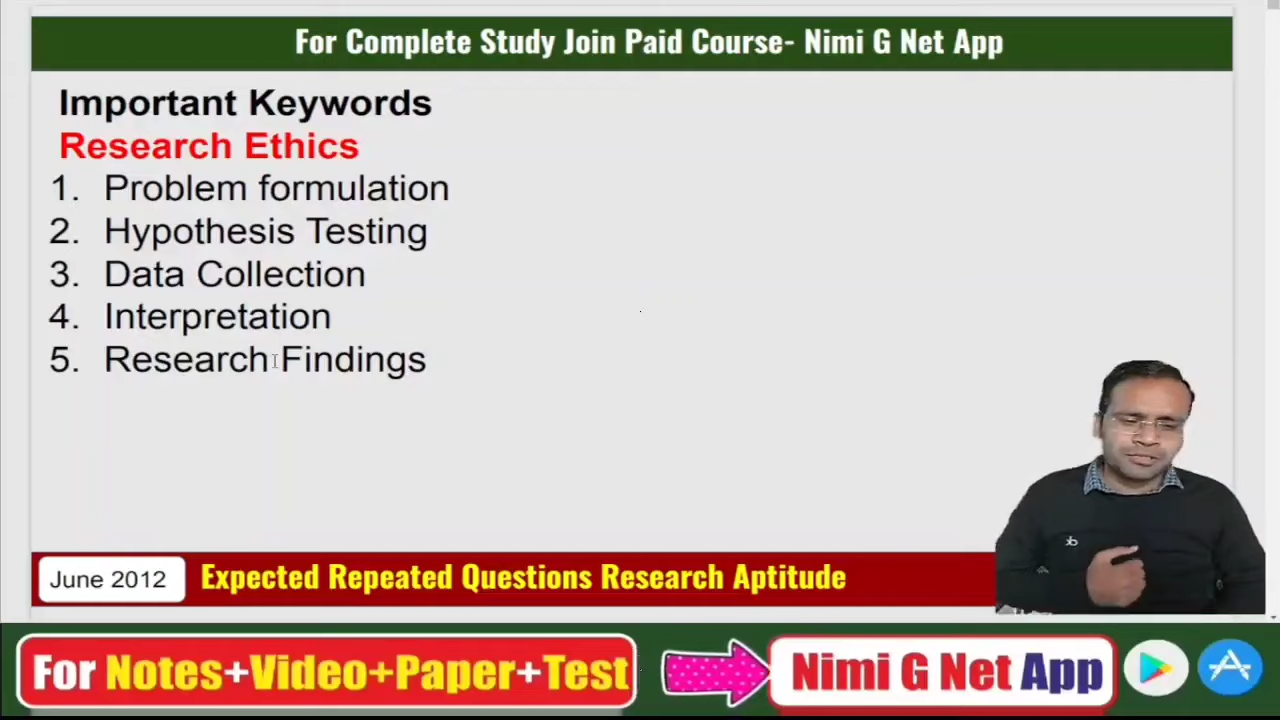 For Complete Study Join Paid Course- Nimi G Net App
Important Keywords
Research Ethics
1. Problem formulation
2. Hypothesis Testing
3. Data Collection
4. Interpretation
5. Research Findings
June 2012
Expected Repeated Questions Research Aptitude
For Notes+Video+Paper+Test
Nimi G Net App